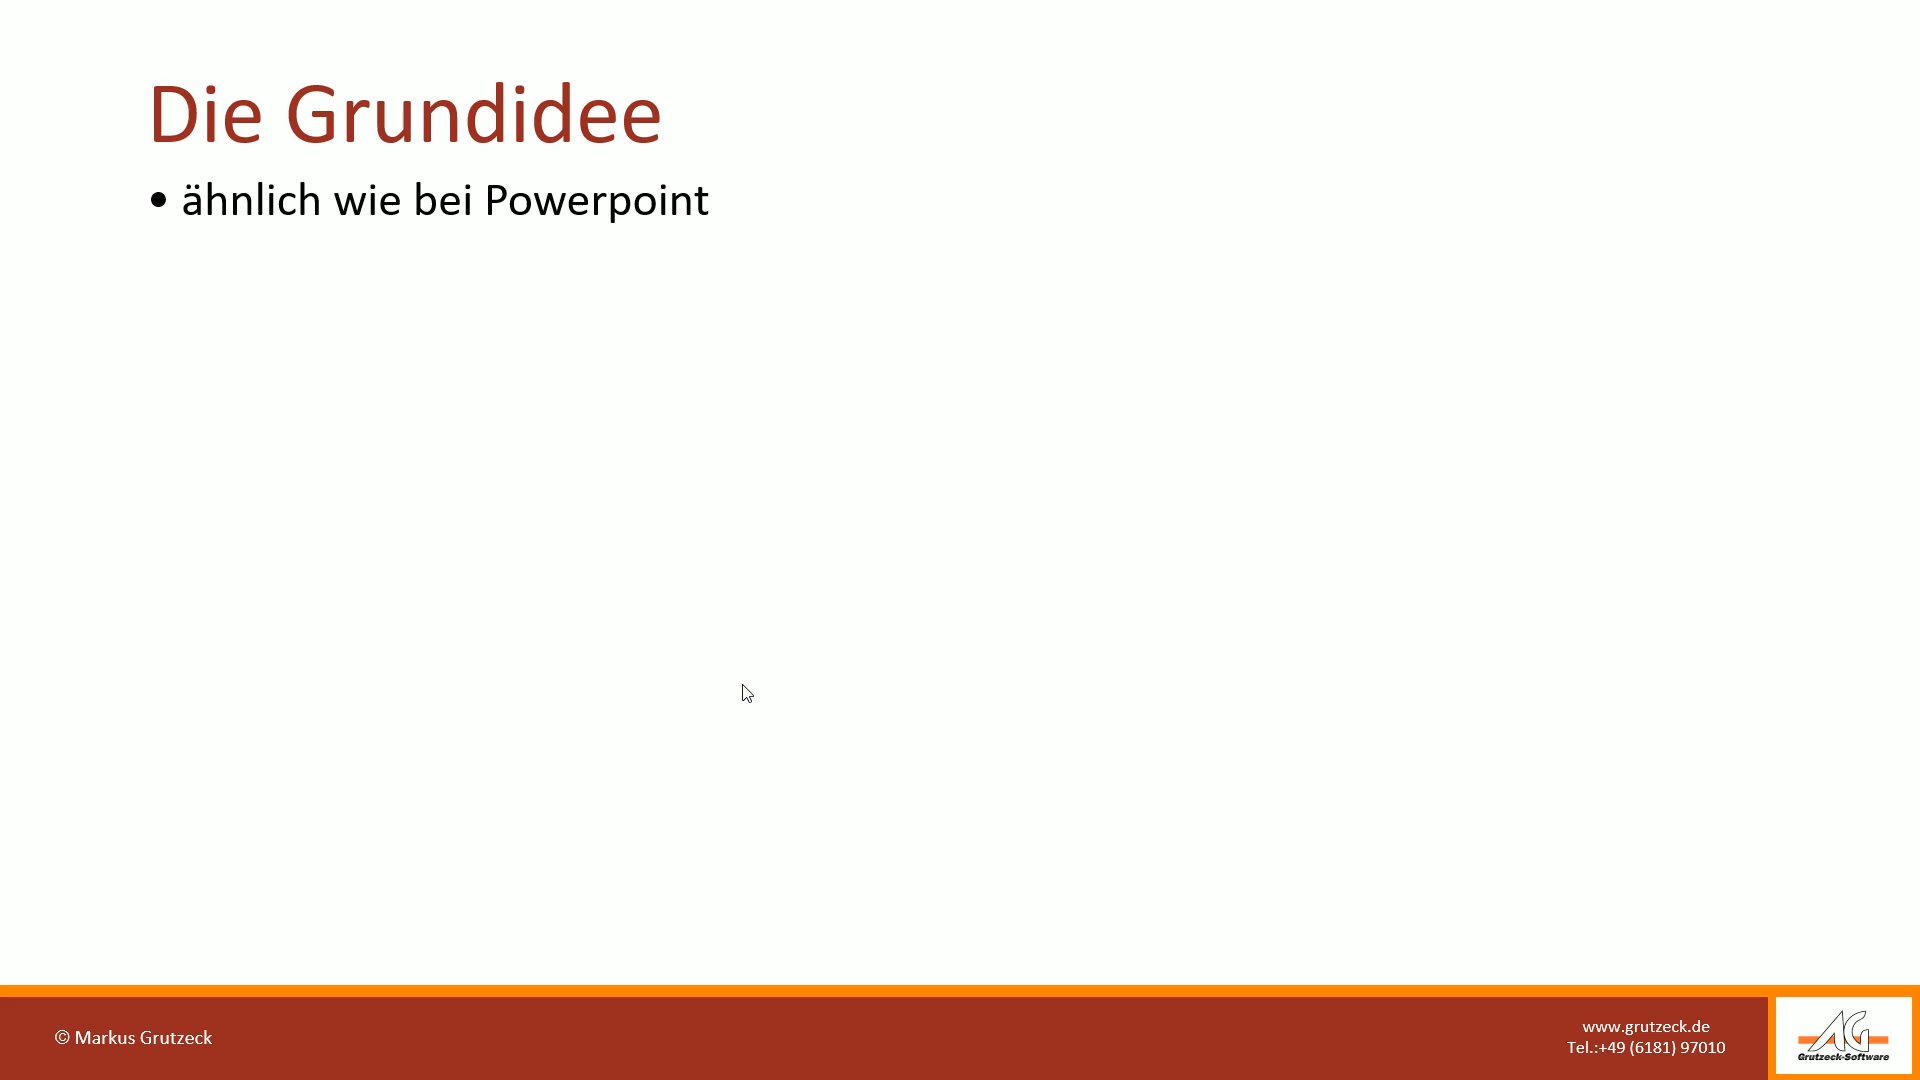 Die Grundidee
• ähnlich wie bei Powerpoint
© Markus Grutzeck
www.grutzeck.de
Tel.:+49 (6181) 97010
AG
Grutzeck-Software